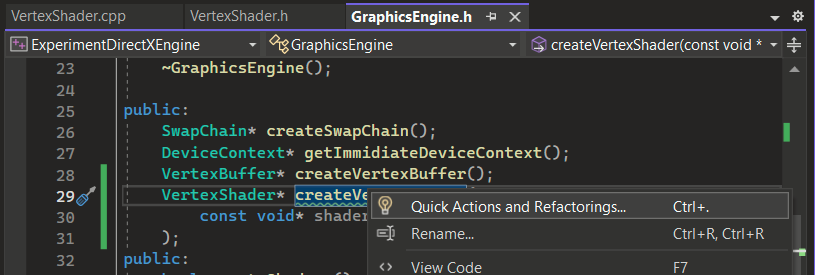 VertexShader.cpp VertexShader.h GraphicsEngine.h
ExperimentDirectXEngine GraphicsEngine createVertexShader(const void *
23 ~GraphicsEngine();
24
25 public:
26 SwapChain* createSwapChain();
27 DeviceContext* getImmidiateDeviceContext();
28 VertexBuffer* createVertexBuffer();
29 VertexShader* createVe
30 const void* shader
31 );
32 public:
Quick Actions and Refactorings... Ctrl+.
Rename... Ctrl+R, Ctrl+R
View Code F7